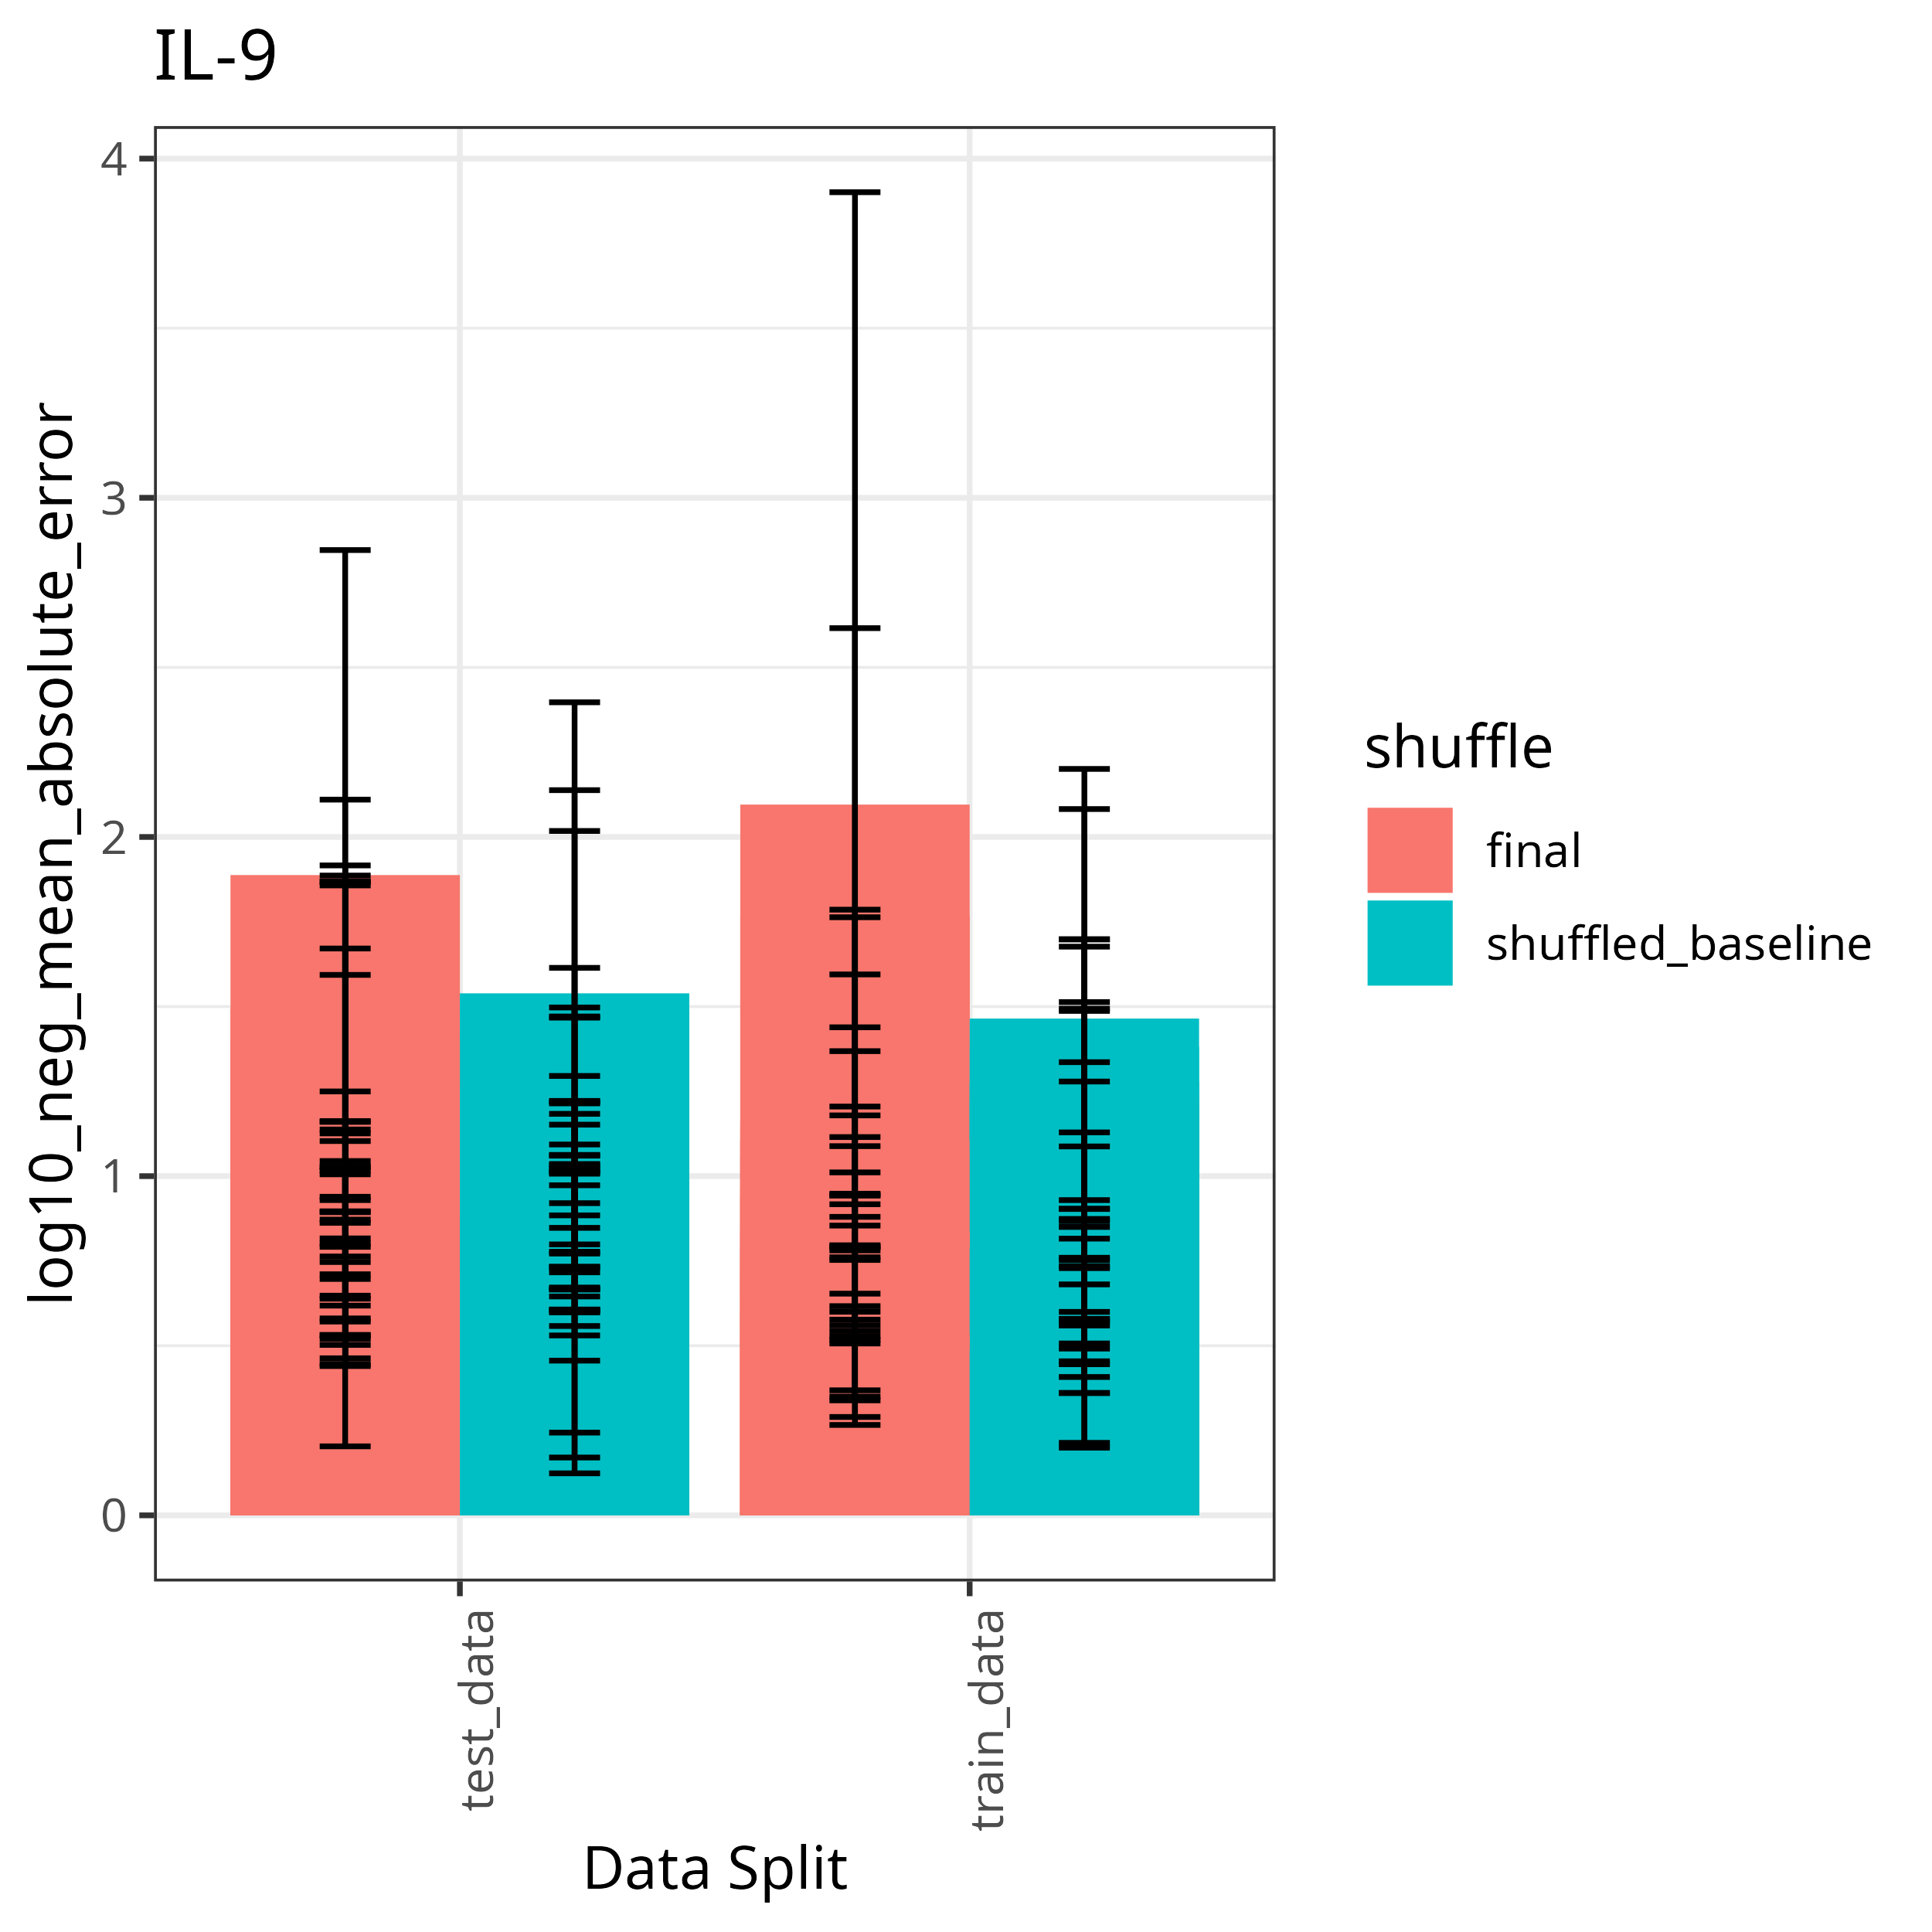 IL-9
log10_neg_mean_absolute_error
4
3
2
1
0
test_data
train_data
Data Split
shuffle
final
shuffled_baseline